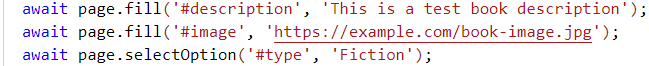 await page.fill('#description', 'This is a test book description');
await page.fill('#image', 'https://example.com/book-image.jpg');
await page.selectOption('#type', 'Fiction');